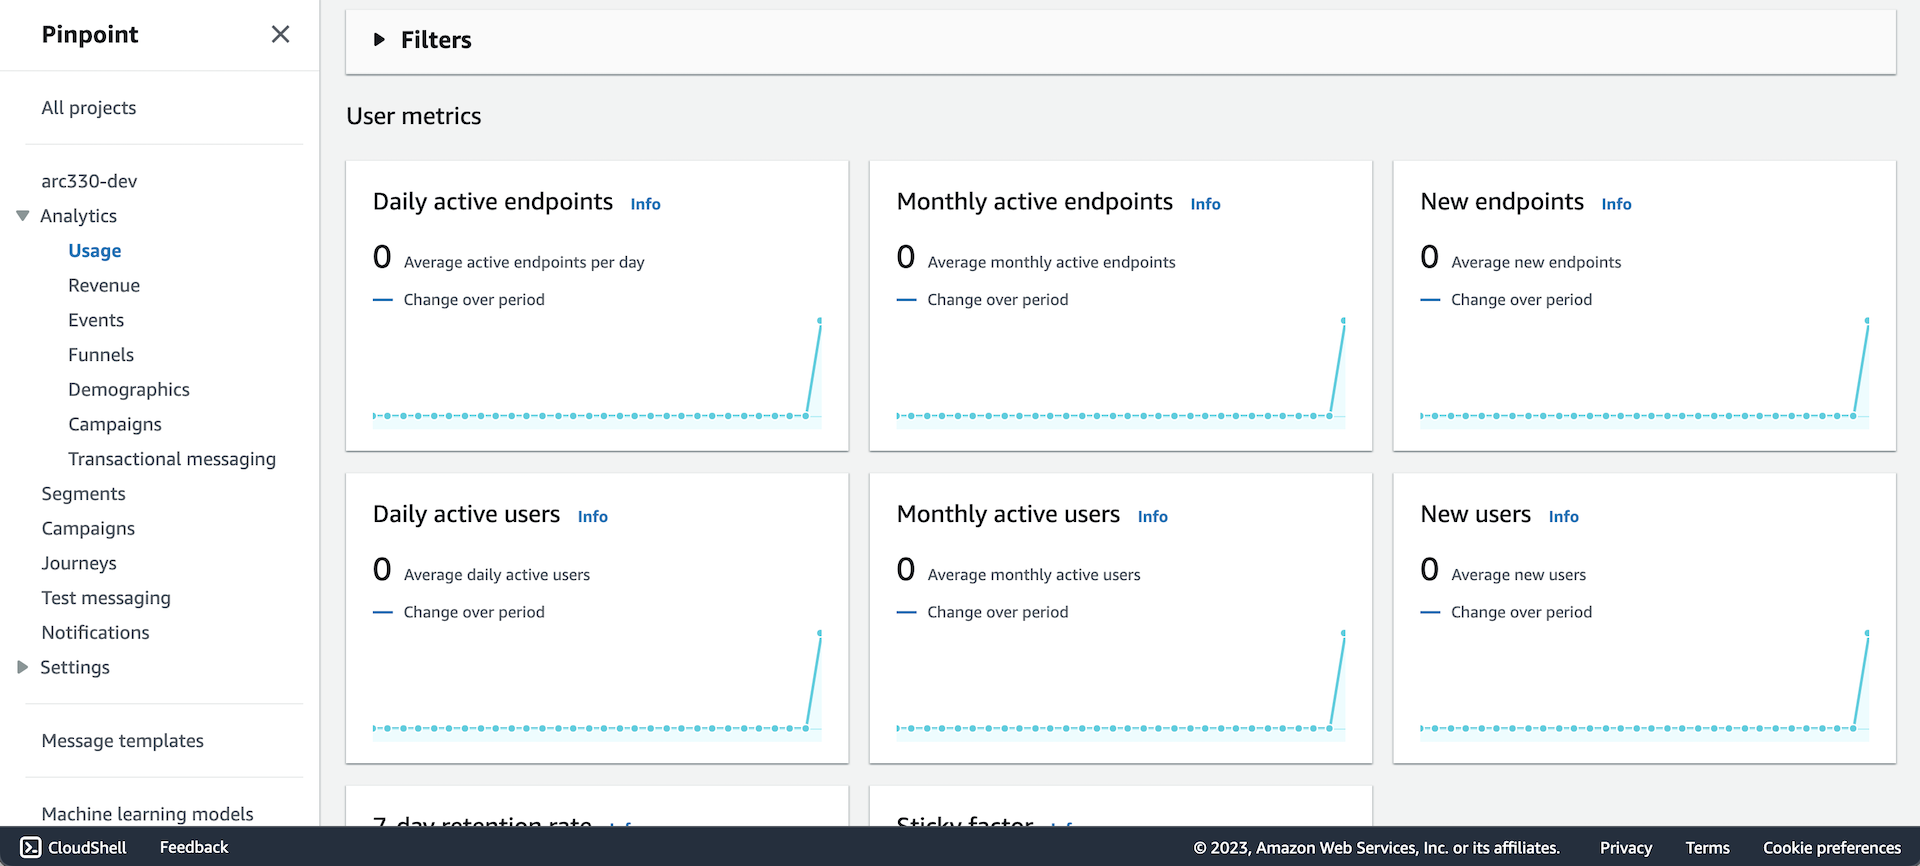 Pinpoint
All projects
arc330-dev
Analytics
Usage
Revenue
Events
Funnels
Demographics
Campaigns
Transactional messaging
Segments
Campaigns
Journeys
Test messaging
Notifications
Settings
Message templates
Machine learning models
Filters
User metrics
Daily active endpoints Info
0 Average active endpoints per day
Change over period
Monthly active endpoints Info
0 Average monthly active endpoints
Change over period
New endpoints Info
0 Average new endpoints
Change over period
Daily active users Info
0 Average daily active users
Change over period
Monthly active users Info
0 Average monthly active users
Change over period
New users Info
0 Average new users
Change over period
7-day retention rate Info
Sticky factor Info
CloudShell Feedback © 2023, Amazon Web Services, Inc. or its affiliates. Privacy Terms Cookie preferences